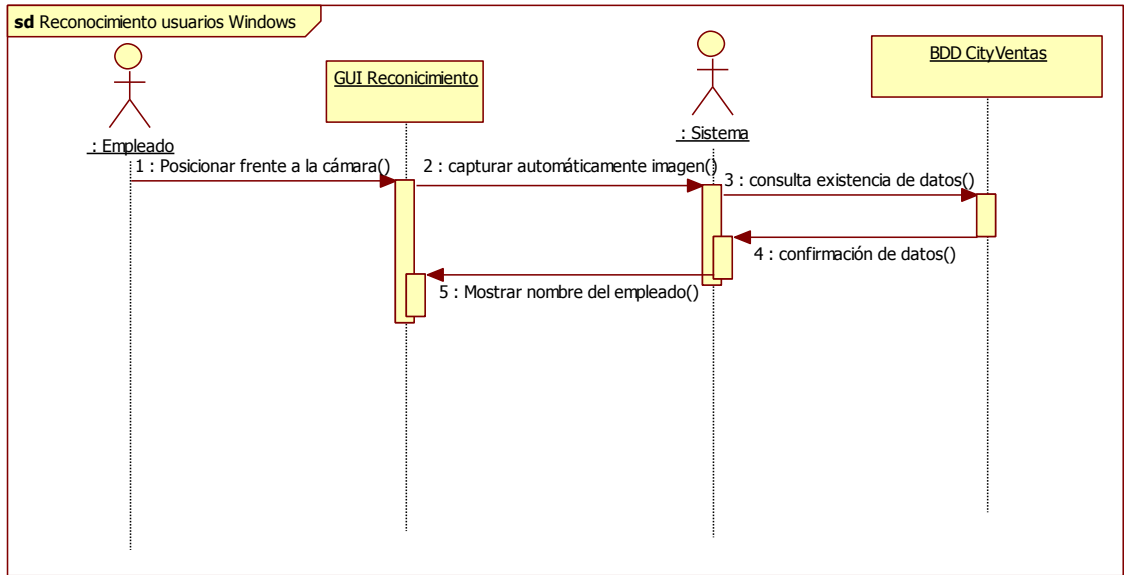 sd Reconocimiento usuarios Windows
BDD CityVentas
GUI Reconicimiento
: Sistema
: Empleado
1 : Posicionar frente a la cámara()
2 : capturar automáticamente imagen()
3 : consulta existencia de datos()
4 : confirmación de datos()
5 : Mostrar nombre del empleado()